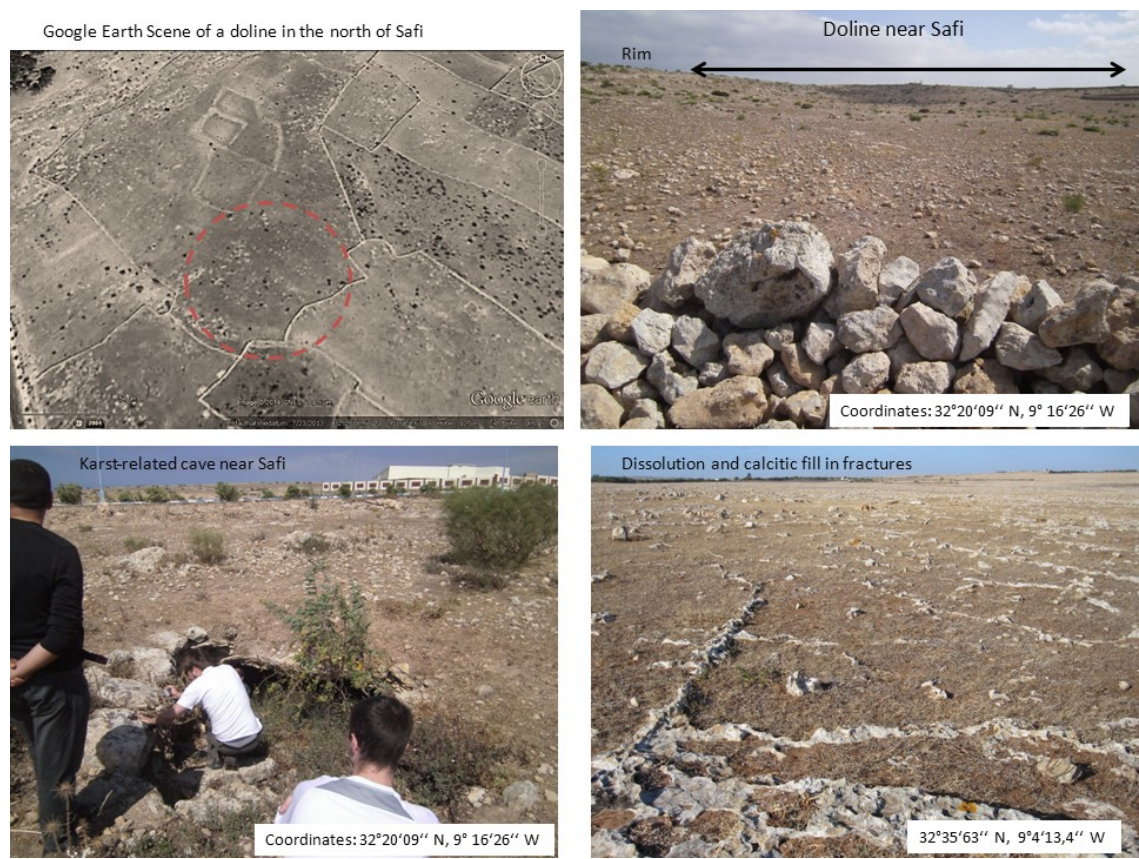 Google Earth Scene of a doline in the north of Safi
Doline near Safi
Rim
Google earth
Coordinates: 32°20‘09‘‘ N, 9° 16‘26‘‘ W
Karst-related cave near Safi
Coordinates: 32°20‘09‘‘ N, 9° 16‘26‘‘ W
Dissolution and calcitic fill in fractures
32°35‘63‘‘ N, 9°4‘13,4‘‘ W